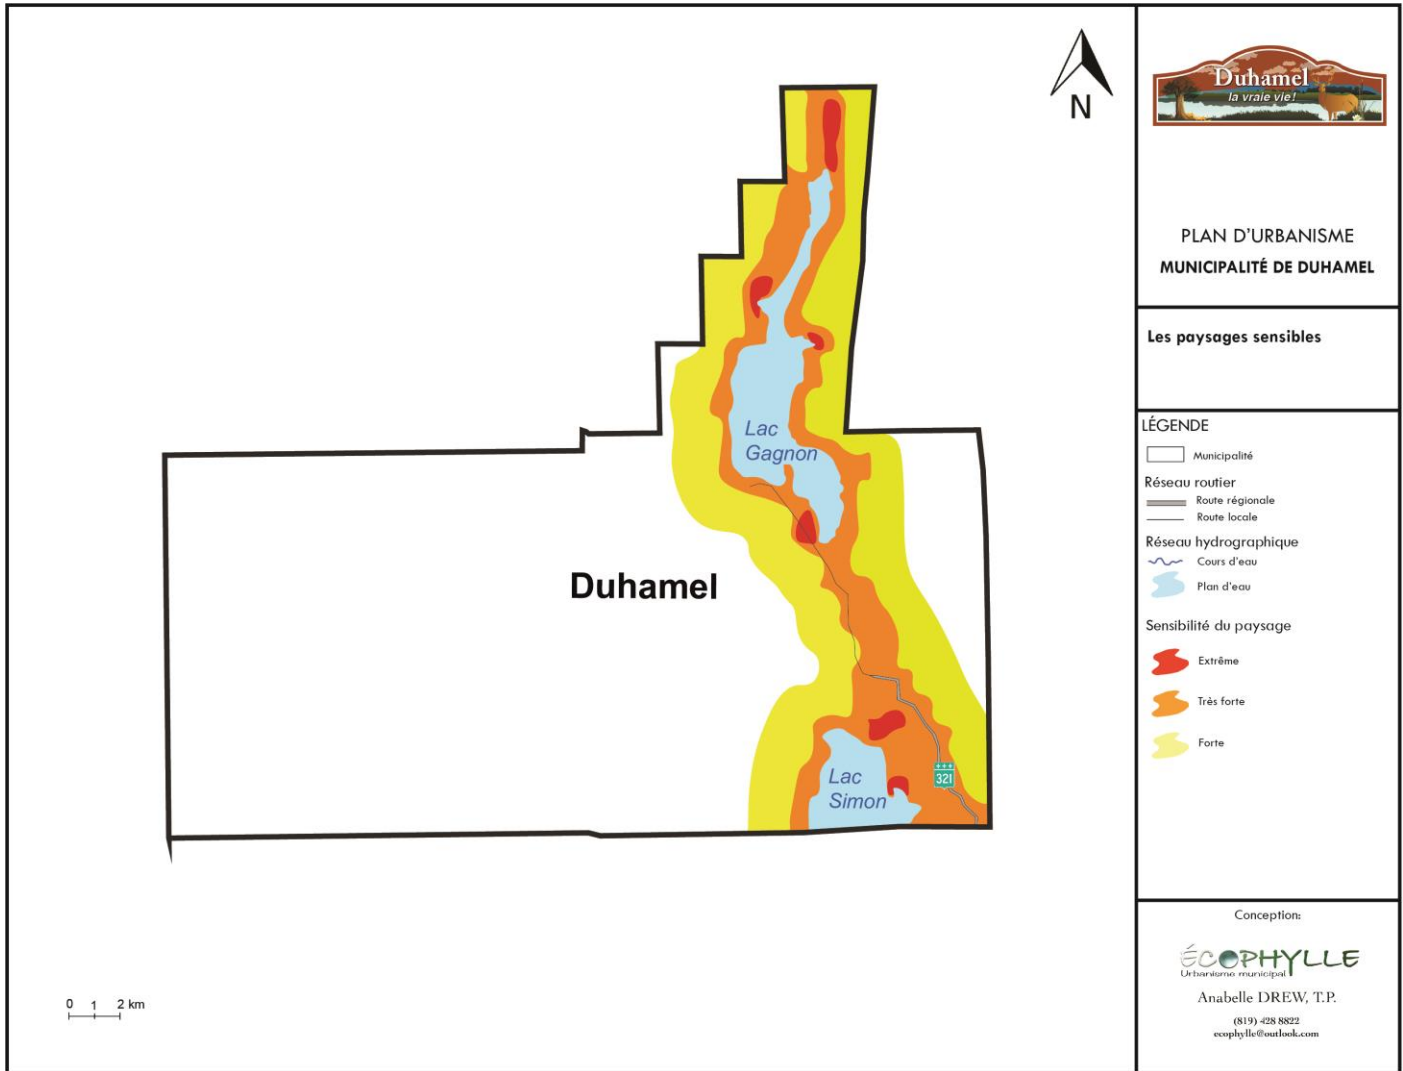 N
Lac
Gagnon
Duhamel
Lac
Simon
321
0 1 2 km
Duhamel
la vraie vie!
PLAN D'URBANISME
MUNICIPALITÉ DE DUHAMEL
Les paysages sensibles
LÉGENDE
Municipalité
Réseau routier
Route régionale
Route locale
Réseau hydrographique
Cours d'eau
Plan d'eau
Sensibilité du paysage
Extrême
Très forte
Forte
Conception:
ÉCOPHYLLE
Urbanisme municipal
Anabelle DREW, T.P.
(819) 428 8822
ecophylle@outlook.com